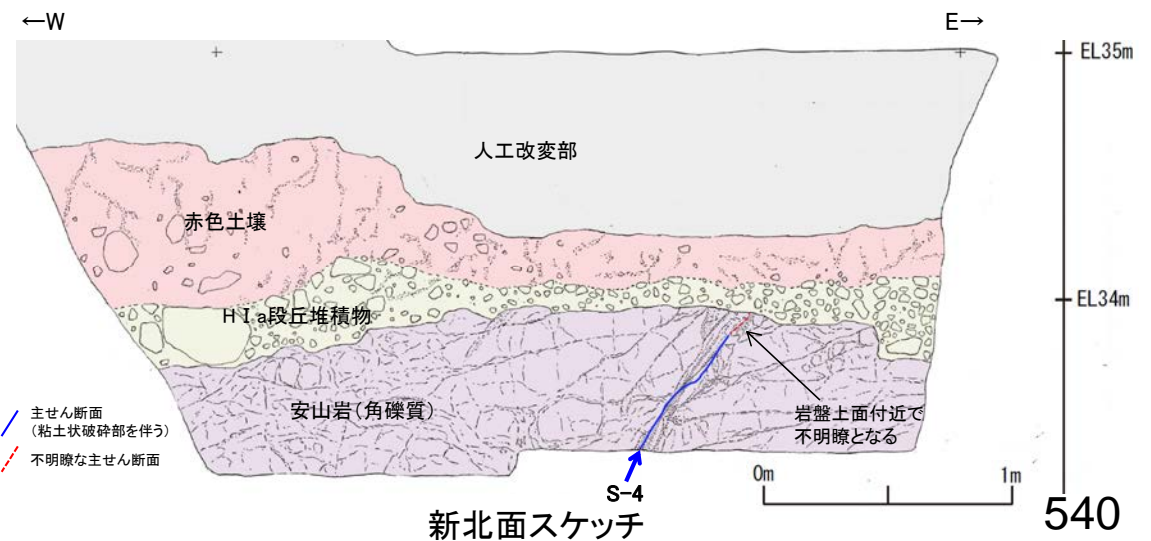 ←W
E→
EL35m
人工改変部
赤色土壌
EL34m
HⅠa段丘堆積物
安山岩(角礫質)
岩盤上面付近で
不明瞭となる
主せん断面
(粘土状破砕部を伴う)
不明瞭な主せん断面
S-4
0m
1m
新北面スケッチ
540